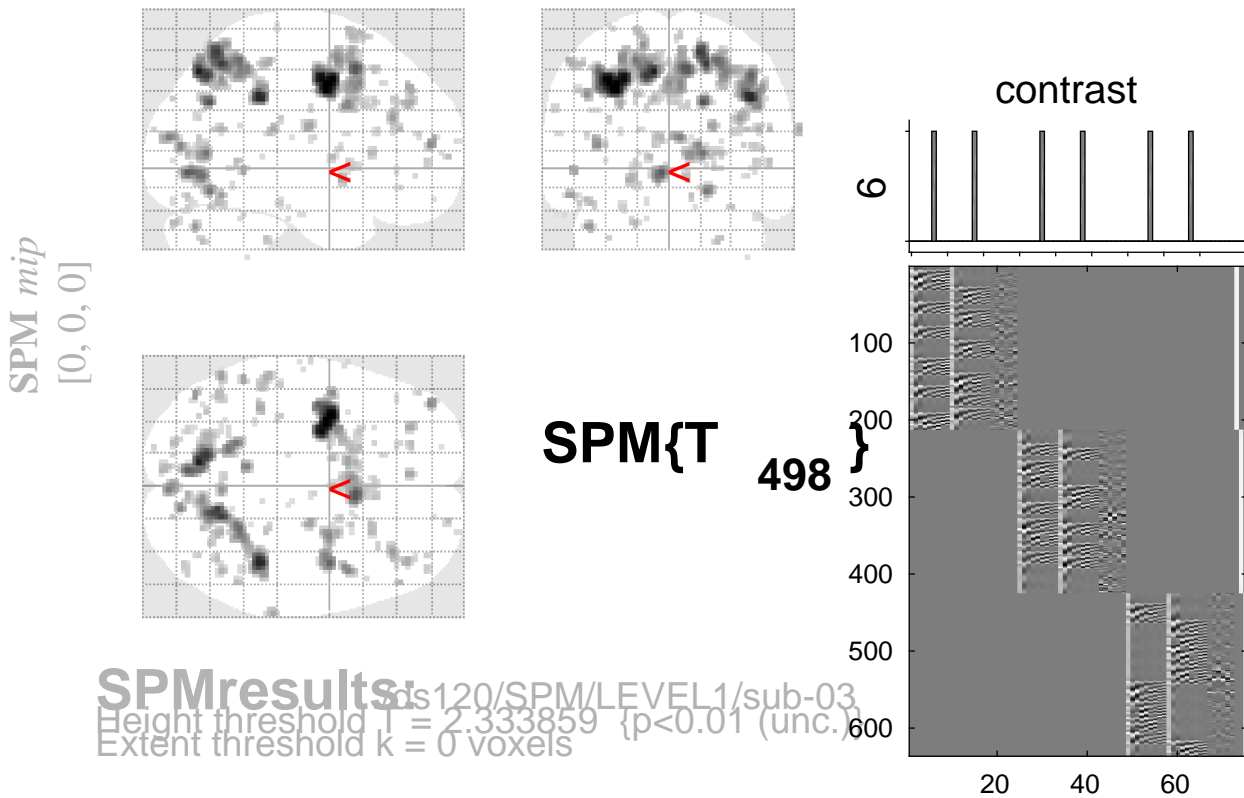 SPM mip
[0, 0, 0]
<
<
<
SPM{T498}
contrast
6
100
200
300
400
500
600
20 40 60
SPMresults: /ds120/SPM/LEVEL1/sub-03
Height threshold T = 2.333859 {p<0.01 (unc.)}
Extent threshold k = 0 voxels